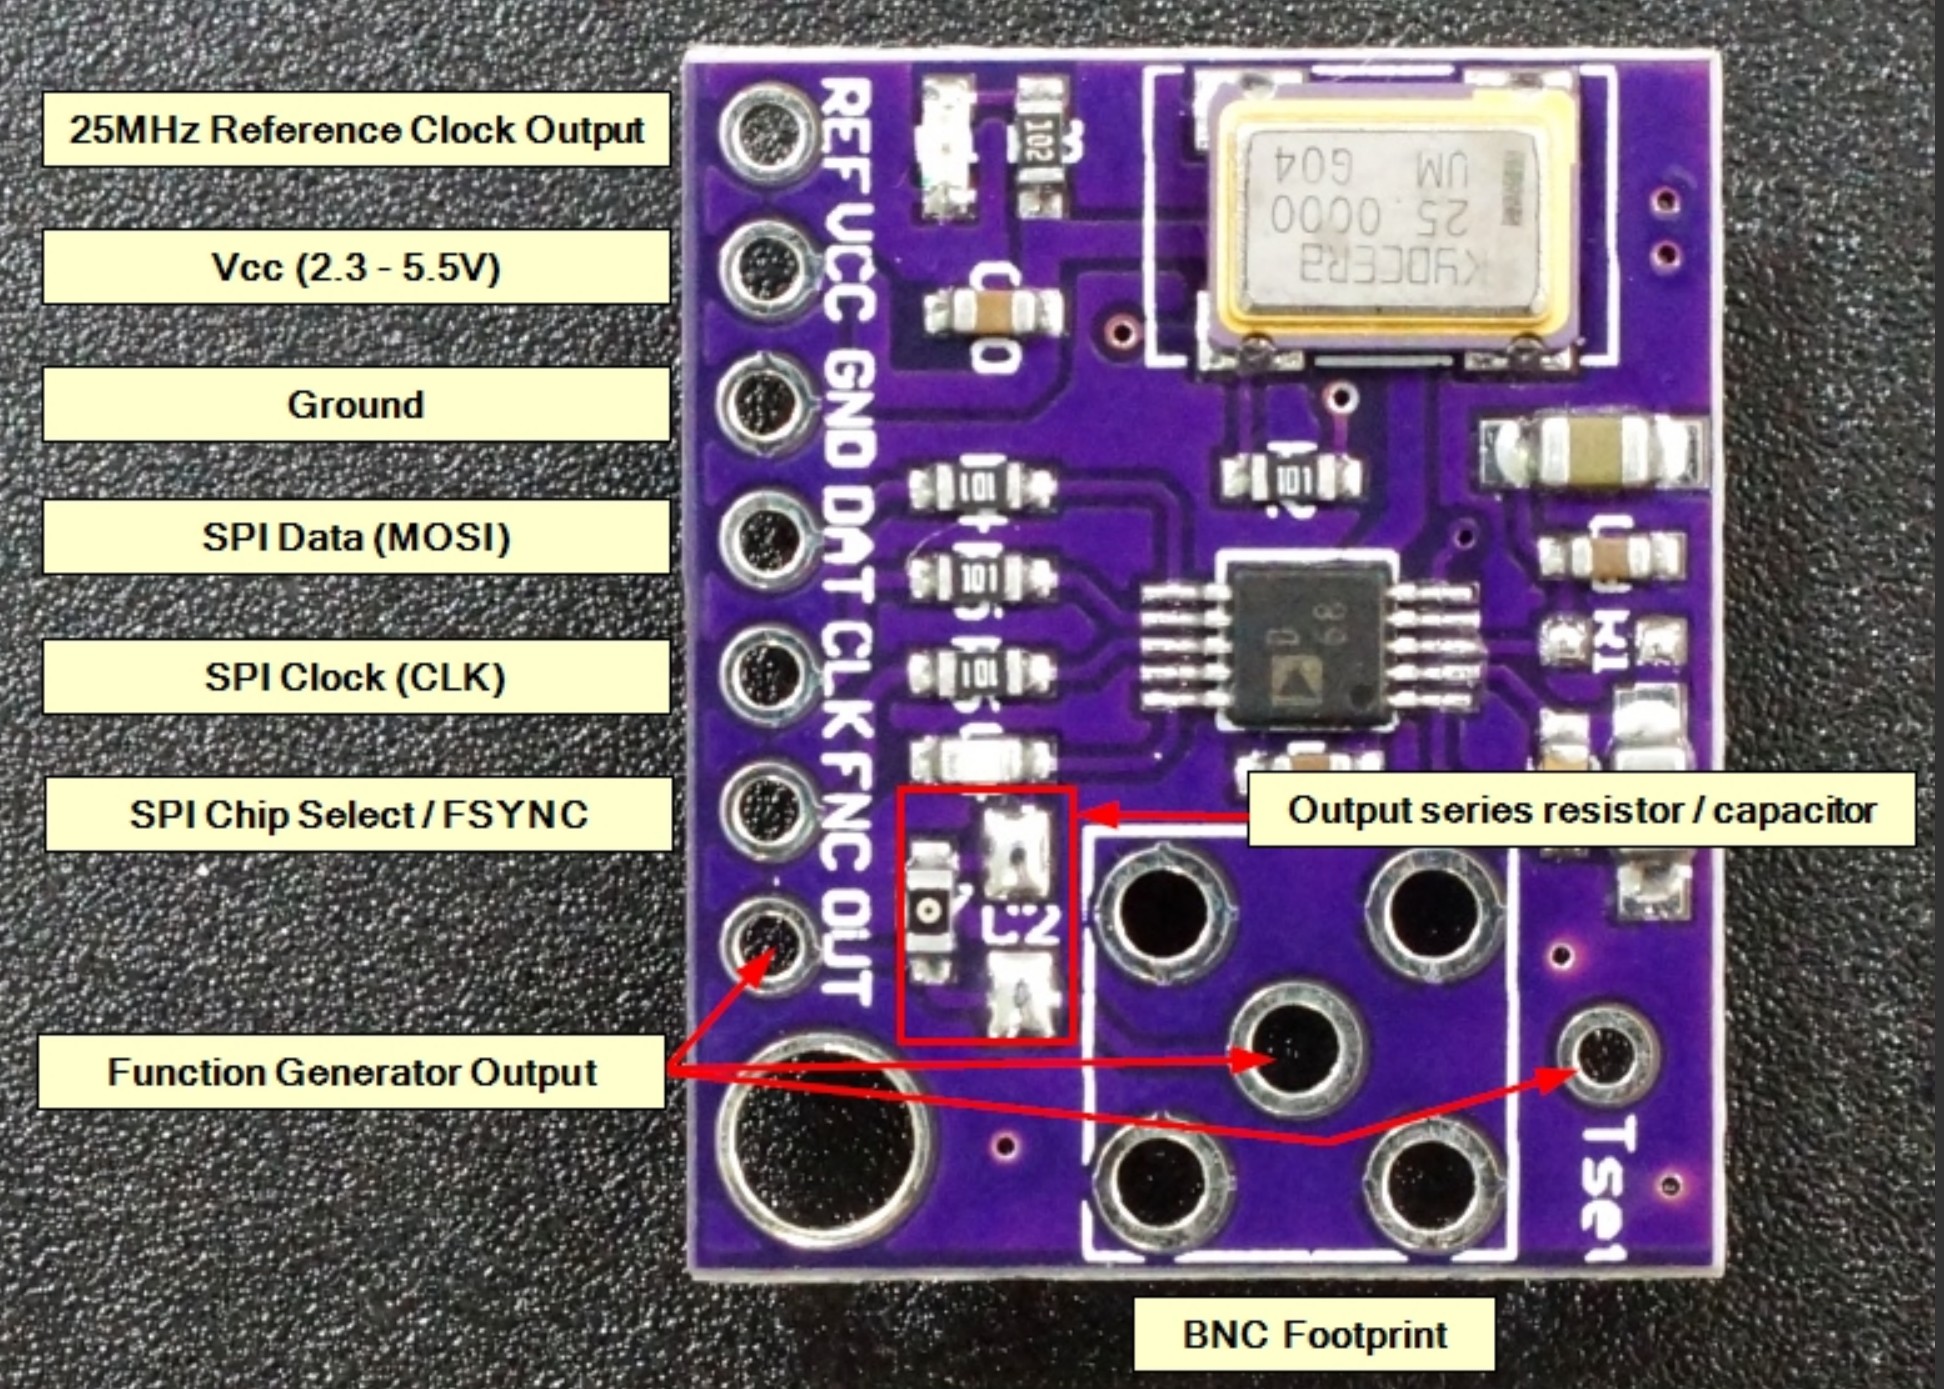 25MHz Reference Clock Output
Vcc (2.3 - 5.5V)
Ground
SPI Data (MOSI)
SPI Clock (CLK)
SPI Chip Select / FSYNC
Function Generator Output
REF
VCC
GND
DAT
CLK
FNC
OUT
102
KYOCERA
25 0000
UM G04
101
101
101
101
R1
C2
Output series resistor / capacitor
BNC Footprint